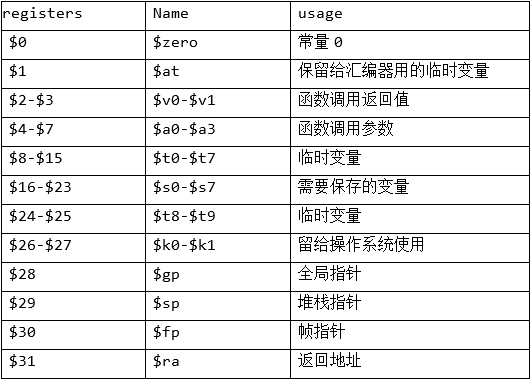 registers Name usage
$0 $zero 常量0
$1 $at 保留给汇编器用的临时变量
$2-$3 $v0-$v1 函数调用返回值
$4-$7 $a0-$a3 函数调用参数
$8-$15 $t0-$t7 临时变量
$16-$23 $s0-$s7 需要保存的变量
$24-$25 $t8-$t9 临时变量
$26-$27 $k0-$k1 留给操作系统使用
$28 $gp 全局指针
$29 $sp 堆栈指针
$30 $fp 帧指针
$31 $ra 返回地址